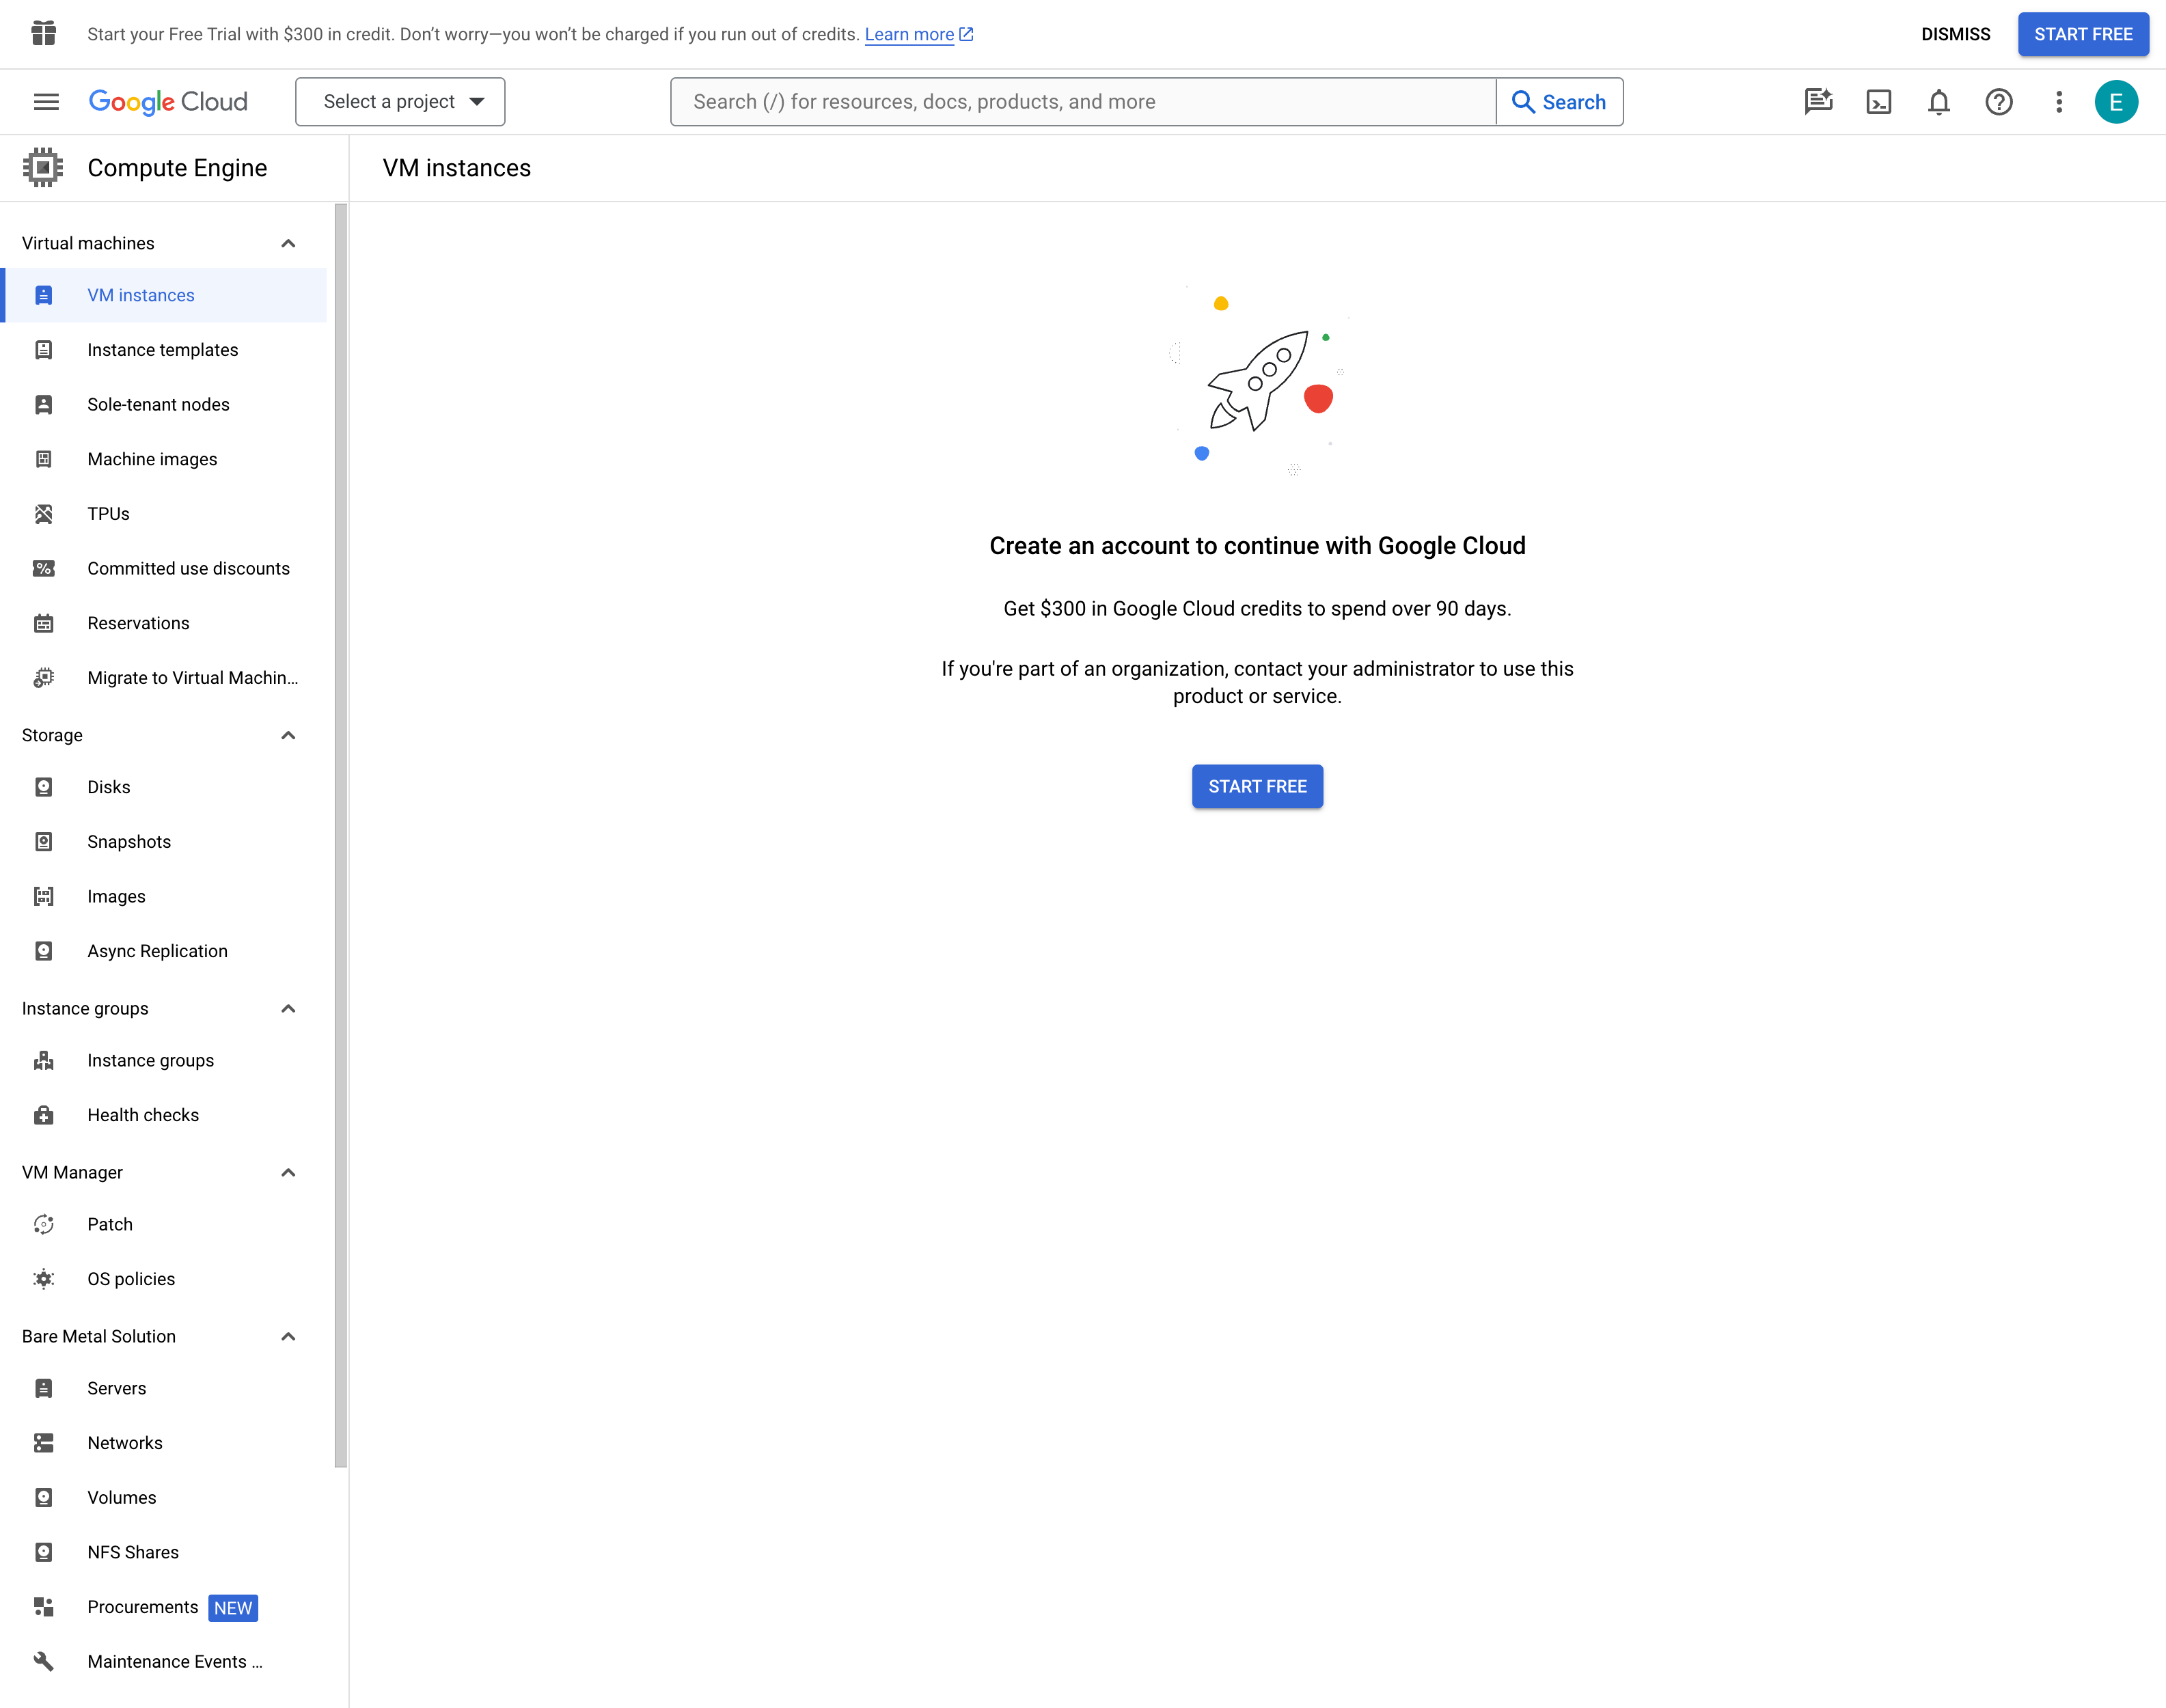 Start your Free Trial with $300 in credit. Don’t worry—you won’t be charged if you run out of credits. Learn more
DISMISS
START FREE
Google Cloud
Select a project
Search (/) for resources, docs, products, and more
Search
E
Compute Engine
VM instances
Virtual machines
VM instances
Instance templates
Sole-tenant nodes
Machine images
TPUs
Committed use discounts
Reservations
Migrate to Virtual Machin...
Storage
Disks
Snapshots
Images
Async Replication
Instance groups
Instance groups
Health checks
VM Manager
Patch
OS policies
Bare Metal Solution
Servers
Networks
Volumes
NFS Shares
Procurements NEW
Maintenance Events ...
Create an account to continue with Google Cloud
Get $300 in Google Cloud credits to spend over 90 days.
If you're part of an organization, contact your administrator to use this
product or service.
START FREE